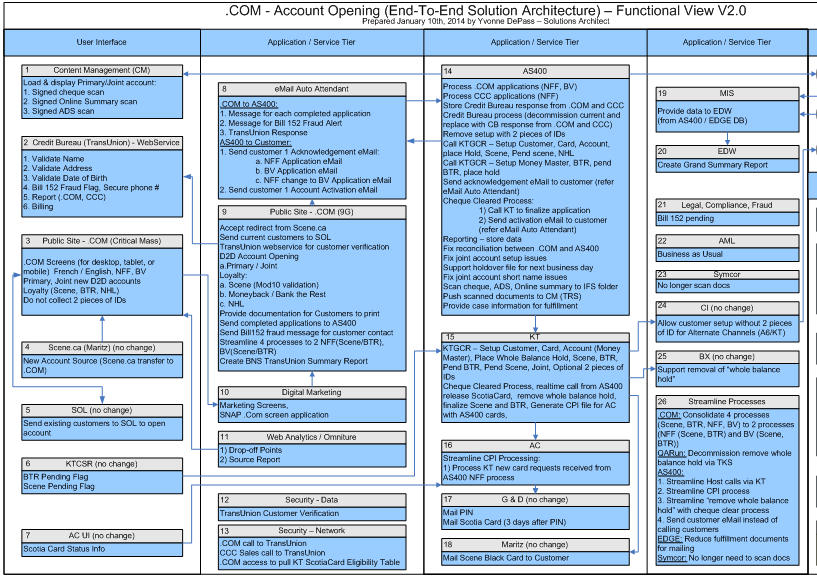 .COM - Account Opening (End-To-End Solution Architecture) – Functional View V2.0
Prepared January 10th, 2014 by Yvonne DePass – Solutions Architect
User Interface
Application / Service Tier
Application / Service Tier
Application / Service Tier
1 Content Management (CM)
Load & display Primary/Joint account:
1. Signed cheque scan
2. Signed Online Summary scan
3. Signed ADS scan
2 Credit Bureau (TransUnion) - WebService
1. Validate Name
2. Validate Address
3. Validate Date of Birth
4. Bill 152 Fraud Flag, Secure phone #
5. Report (.COM, CCC)
6. Billing
3 Public Site - .COM (Critical Mass)
.COM Screens (for desktop, tablet, or
mobile) French / English, NFF, BV
Primary, Joint new D2D accounts
Loyalty (Scene, BTR, NHL)
Do not collect 2 pieces of IDs
4 Scene.ca (Maritz) (no change)
New Account Source (Scene.ca transfer to
.COM)
5 SOL (no change)
Send existing customers to SOL to open
account
6 KTCSR (no change)
BTR Pending Flag
Scene Pending Flag
7 AC UI (no change)
Scotia Card Status Info
8 eMail Auto Attendant
.COM to AS400:
1. Message for each completed application
2. Message for Bill 152 Fraud Alert
3. TransUnion Response
AS400 to Customer:
1. Send customer 1 Acknowledgement eMail:
a. NFF Application eMail
b. BV Application eMail
c. NFF change to BV Application eMail
2. Send customer 1 Account Activation eMail
9 Public Site - .COM (9G)
Accept redirect from Scene.ca
Send current customers to SOL
TransUnion webservice for customer verification
D2D Account Opening
a.Primary / Joint
Loyalty:
a. Scene (Mod10 validation)
b. Moneyback / Bank the Rest
c. NHL
Provide documentation for Customers to print
Send completed applications to AS400
Send Bill152 fraud message for customer contact
Streamline 4 processes to 2 NFF(Scene/BTR),
BV(Scene/BTR)
Create BNS TransUnion Summary Report
10 Digital Marketing
Marketing Screens,
SNAP .Com screen application
11 Web Analytics / Omniture
1) Drop-off Points
2) Source Report
12 Security - Data
TransUnion Customer Verification
13 Security – Network
.COM call to TransUnion
CCC Sales call to TransUnion
.COM access to pull KT ScotiaCard Eligibility Table
14 AS400
Process .COM applications (NFF, BV)
Process CCC applications (NFF)
Store Credit Bureau response from .COM and CCC
Credit Bureau process (decommision current and
replace with CB response from .COM and CCC)
Remove setup with 2 pieces of IDs
Call KTGCR – Setup Customer, Card, Account,
place Hold, Scene, Pend scene, NHL
Call KTGCR – Setup Money Master, BTR, pend
BTR, place hold
Send acknowledgement eMail to customer (refer
eMail Auto Attendant)
Cheque Cleared Process:
1) Call KT to finalize application
2) Send activation eMail to customer
(refer eMail Auto Attendant)
Reporting – store data
Fix reconciliation between .COM and AS400
Fix joint account setup issues
Support holdover file for next business day
Fix joint account short name issues
Scan cheque, ADS, Online summary to IFS folder
Push scanned documents to CM (TRS)
Provide case information for fulfillment
15 KT
KTGCR - Setup Customer, Card, Account (Money
Master), Place Whole Balance Hold, Scene, BTR,
Pend BTR, Pend Scene, Joint, Optional 2 pieces of
IDs
Cheque Cleared Process, realtime call from AS400
release ScotiaCard, remove whole balance hold,
finalize Scene and BTR, Generate CPI file for AC
with AS400 cards,
16 AC
Streamline CPI Processing:
1) Process KT new card requests received from
AS400 NFF process
17 G & D (no change)
Mail PIN
Mail Scotia Card (3 days after PIN)
18 Maritz (no change)
Mail Scene Black Card to Customer
19 MIS
Provide data to EDW
(from AS400 / EDGE DB)
20 EDW
Create Grand Summary Report
21 Legal, Compliance, Fraud
Bill 152 pending
22 AML
Business as Usual
23 Symcor
No longer scan docs
24 CI (no change)
Allow customer setup without 2 pieces
of ID for Alternate Channels (A6/KT)
25 BX (no change)
Support removal of "whole balance
hold"
26 Streamline Processes
.COM: Consolidate 4 processes
(Scene, BTR, NFF, BV) to 2 processes
(NFF (Scene, BTR) and BV (Scene,
BTR))
QARun: Decommission remove whole
balance hold via TKS
AS400:
1. Streamline Host calls via KT
2. Streamline CPI process
3. Streamline "remove whole balance
hold" with cheque clear process
4. Send customer eMail instead of
calling customers
EDGE: Reduce fulfillment documents
for mailing
Symcor: No longer need to scan docs